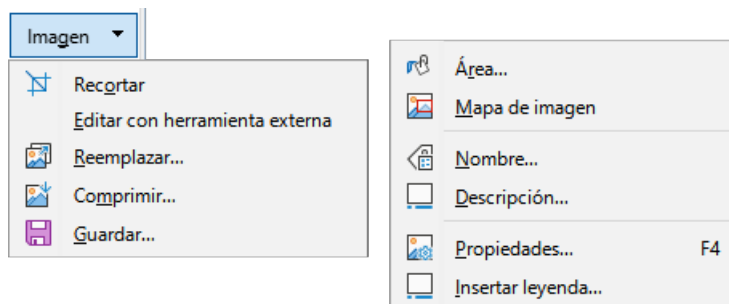 Imagen
Recortar
Editar con herramienta externa
Reemplazar...
Comprimir...
Guardar...
Área...
Mapa de imagen
Nombre...
Descripción...
Propiedades... F4
Insertar leyenda...